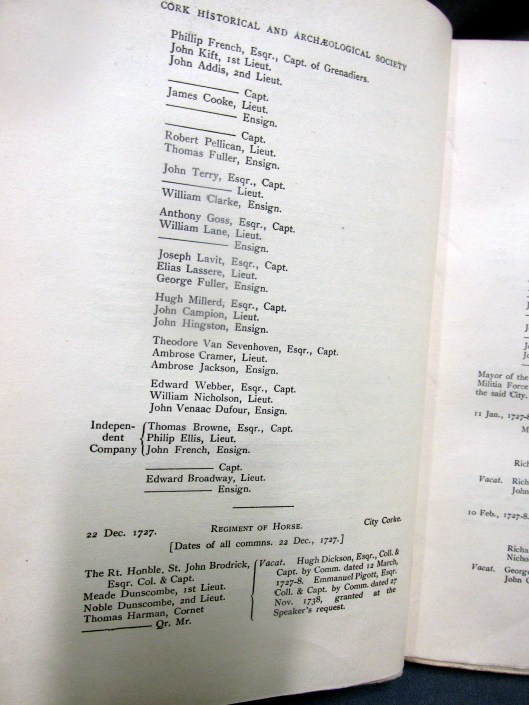 CORK HISTORICAL AND ARCHÆOLOGICAL SOCIETY
Phillip French, Esqr., Capt. of Grenadiers.
John Kift, 1st Lieut.
John Addis, 2nd Lieut.
——— Capt.
James Cooke, Lieut.
——— Ensign.
——— Capt.
Robert Pellican, Lieut.
Thomas Fuller, Ensign.
John Terry, Esqr., Capt.
——— Lieut.
William Clarke, Ensign.
Anthony Goss, Esqr., Capt.
William Lane, Lieut.
——— Ensign.
Joseph Lavit, Esqr., Capt.
Elias Lassere, Lieut.
George Fuller, Ensign.
Hugh Millerd, Esqr., Capt.
John Campion, Lieut.
John Hingston, Ensign.
Theodore Van Sevenhoven, Esqr., Capt.
Ambrose Cramer, Lieut.
Ambrose Jackson, Ensign.
Edward Webber, Esqr., Capt.
William Nicholson, Lieut.
John Venaac Dufour, Ensign.
Indepen-
dent
Company
Thomas Browne, Esqr., Capt.
Philip Ellis, Lieut.
John French, Ensign.
——— Capt.
Edward Broadway, Lieut.
——— Ensign.
22 Dec. 1727. REGIMENT OF HORSE. City Corke.
[Dates of all commns. 22 Dec., 1727.]
The Rt. Honble. St. John Brodrick,
Esqr. Col. & Capt.
Meade Dunscombe, 1st Lieut.
Noble Dunscombe, 2nd Lieut.
Thomas Harman, Cornet
——— Qr. Mr.
Vacat. Hugh Dickson, Esqr., Coll. &
Capt. by Comm. dated 12 March,
1727-8. Emmanuel Pigott, Esqr.
Coll. & Capt. by Comm. dated 27
Nov. 1738, granted at the
Speaker's request.
Mayor of the
Militia Force
the said City.
11 Jan., 1727-8
M
Rich
Vacat. Rich
John
10 Feb., 1727-8.
Richa
Nicho
Vacat. George
John C